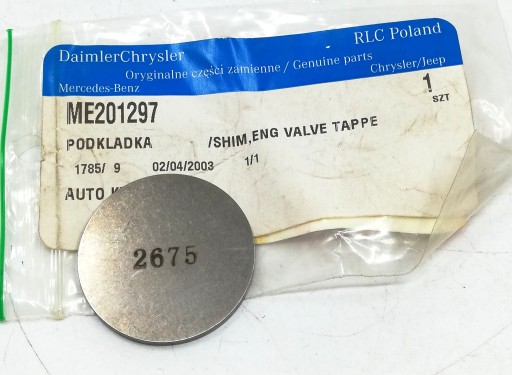 DaimlerChrysler
RLC Poland
Oryginalne części zamienne / Genuine parts
Mercedes-Benz
Chrysler/Jeep
ME201297
1
SZT
PODKLADKA /SHIM,ENG VALVE TAPPE
1785/ 9 02/04/2003 1/1
AUTO
2675